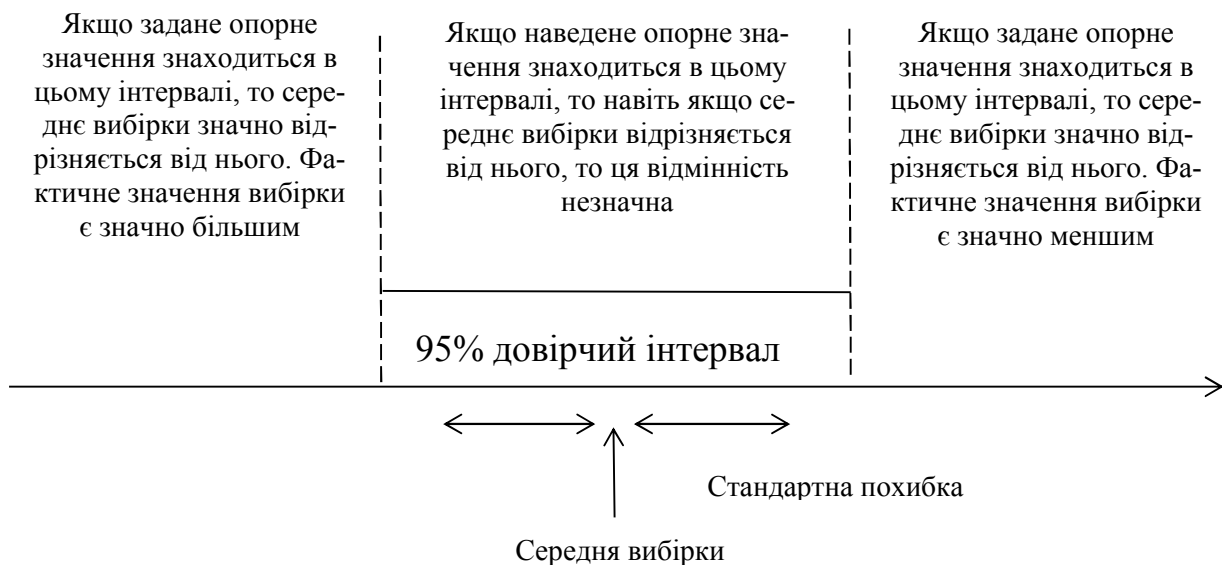 Якщо задане опорне
значення знаходиться в
цьому інтервалі, то сере-
днє вибірки значно від-
різняється від нього. Фа-
ктичне значення вибірки
є значно більшим
Якщо наведене опорне зна-
чення знаходиться в цьому
інтервалі, то навіть якщо се-
реднє вибірки відрізняється
від нього, то ця відмінність
незначна
Якщо задане опорне
значення знаходиться в
цьому інтервалі, то сере-
днє вибірки значно від-
різняється від нього. Фа-
ктичне значення вибірки
є значно меншим
95% довірчий інтервал
Стандартна похибка
Середня вибірки